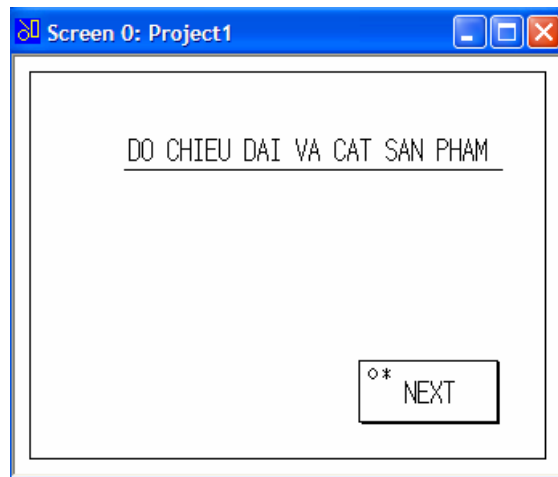 Screen 0: Project1
DO CHIEU DAI VA CAT SAN PHAM
o*
NEXT